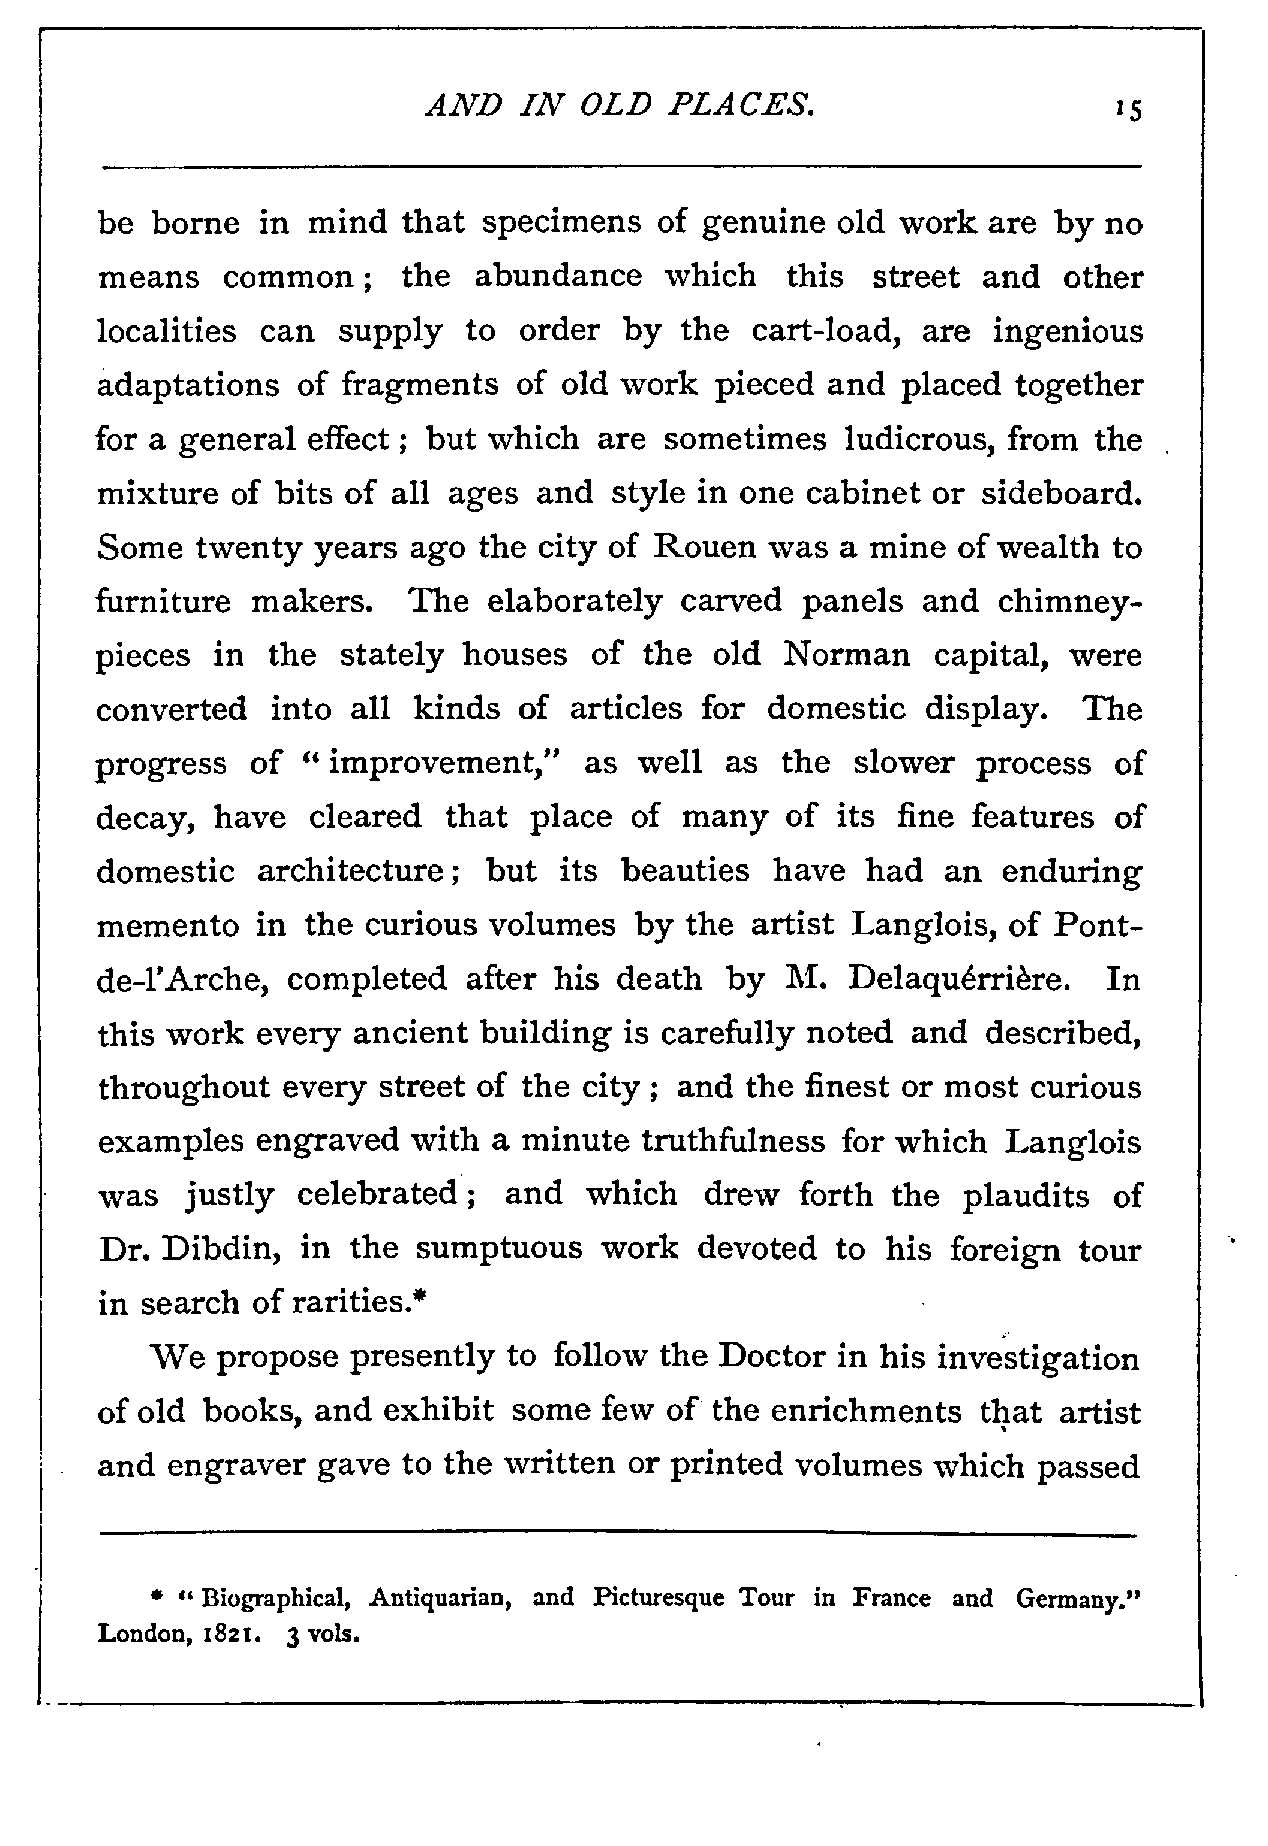 AND IN OLD PLACES. 15
be borne in mind that specimens of genuine old work are by no
means common ; the abundance which this street and other
localities can supply to order by the cart-load, are ingenious
adaptations of fragments of old work pieced and placed together
for a general effect ; but which are sometimes ludicrous, from the
mixture of bits of all ages and style in one cabinet or sideboard.
Some twenty years ago the city of Rouen was a mine of wealth to
furniture makers. The elaborately carved panels and chimney-
pieces in the stately houses of the old Norman capital, were
converted into all kinds of articles for domestic display. The
progress of “ improvement,” as well as the slower process of
decay, have cleared that place of many of its fine features of
domestic architecture ; but its beauties have had an enduring
memento in the curious volumes by the artist Langlois, of Pont-
de-l’Arche, completed after his death by M. Delaquérrière. In
this work every ancient building is carefully noted and described,
throughout every street of the city ; and the finest or most curious
examples engraved with a minute truthfulness for which Langlois
was justly celebrated ; and which drew forth the plaudits of
Dr. Dibdin, in the sumptuous work devoted to his foreign tour
in search of rarities.*
We propose presently to follow the Doctor in his investigation
of old books, and exhibit some few of the enrichments that artist
and engraver gave to the written or printed volumes which passed
* “ Biographical, Antiquarian, and Picturesque Tour in France and Germany.”
London, 1821. 3 vols.